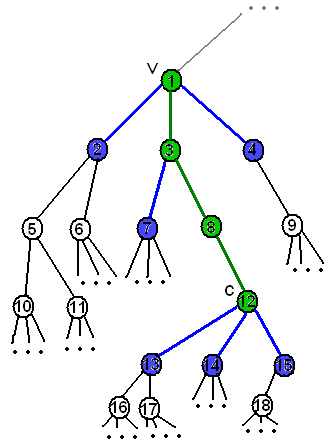 . . .
V
1
2 3 4
5 6 7 8 9
. . . . . . . . .
C
10 11 12
. . . . . .
13 14 15
. . .
16 17 18
. . . . . . . . .